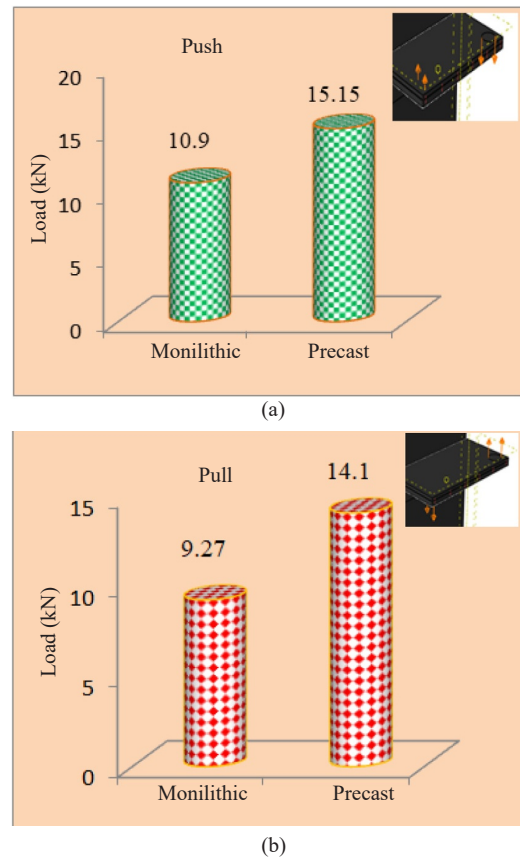 Push
20
15.15
15
10.9
Load (kN)
10
5
0
Monilithic Precast
(a)
Pull
14.1
15
9.27
10
Load (kN)
5
0
Monilithic Precast
(b)